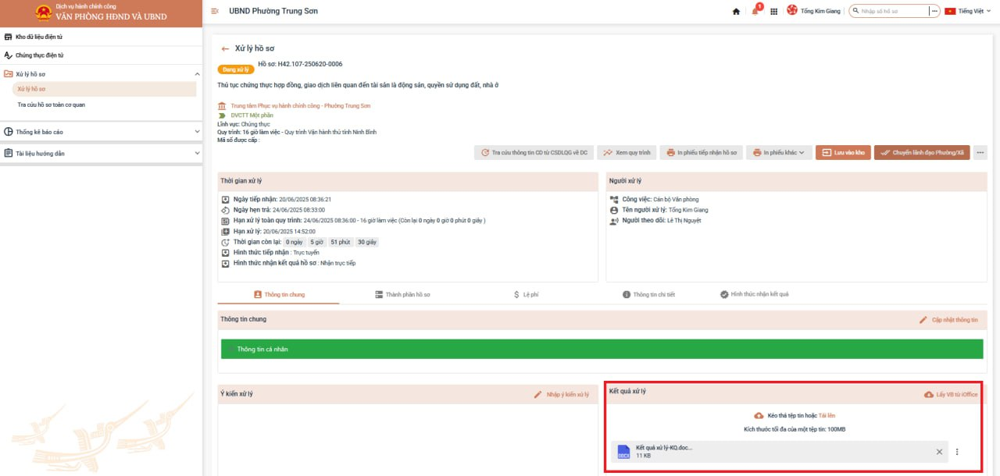 Dịch vụ hành chính công
VĂN PHÒNG HĐND VÀ UBND
UBND Phường Trung Sơn
1
Tống Kim Giang
Nhập số hồ sơ
Tiếng Việt
Kho dữ liệu điện tử
Chứng thực điện tử
Xử lý hồ sơ
Xử lý hồ sơ
Tra cứu hồ sơ toàn cơ quan
Thống kê báo cáo
Tài liệu hướng dẫn
Xử lý hồ sơ
Đang xử lý
Hồ sơ: H42.107-250620-0006
Thủ tục chứng thực hợp đồng, giao dịch liên quan đến tài sản là động sản, quyền sử dụng đất, nhà ở
Trung tâm Phục vụ hành chính công - Phường Trung Sơn
DVCTT Một phần
Lĩnh vực: Chứng thực
Quy trình: 16 giờ làm việc - Quy trình Vận hành thử tỉnh Ninh Bình
Mã số được cấp :
Tra cứu thông tin CD từ CSDLQG về DC
Xem quy trình
In phiếu tiếp nhận hồ sơ
In phiếu khác
Lưu vào kho
Chuyển lãnh đạo Phường/Xã
Thời gian xử lý
Ngày tiếp nhận: 20/06/2025 08:36:21
Ngày hẹn trả: 24/06/2025 08:33:00
Hạn xử lý toàn quy trình: 24/06/2025 08:36:00 - 16 giờ làm việc (Còn lại 0 ngày 0 giờ 0 phút 0 giây )
Hạn xử lý: 20/06/2025 14:52:00
Thời gian còn lại: 0 ngày 5 giờ 51 phút 30 giây
Hình thức tiếp nhận : Trực tuyến
Hình thức nhận kết quả hồ sơ : Nhận trực tiếp
Người xử lý
Công việc: Cán bộ Văn phòng
Tên người xử lý: Tống Kim Giang
Người theo dõi: Lê Thị Nguyệt
Thông tin chung
Thành phần hồ sơ
Lệ phí
Thông tin chi tiết
Hình thức nhận kết quả
Thông tin chung
Cập nhật thông tin
Thông tin cá nhân
Ý kiến xử lý
Nhập ý kiến xử lý
Kết quả xử lý
Lấy VB từ iOffice
Kéo thả tệp tin hoặc Tải lên
Kích thước tối đa của một tệp tin: 100MB
DOCX
Kết quả xử lý-KQ.doc...
11 KB